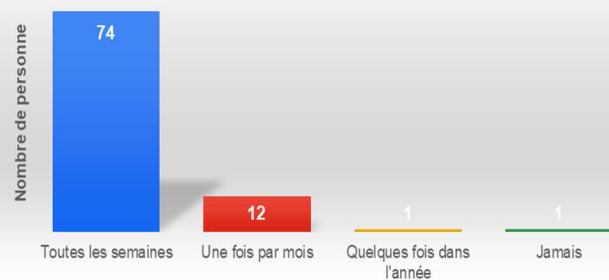 Nombre de personne
74
12
1
1
Toutes les semaines
Une fois par mois
Quelques fois dans
l'année
Jamais